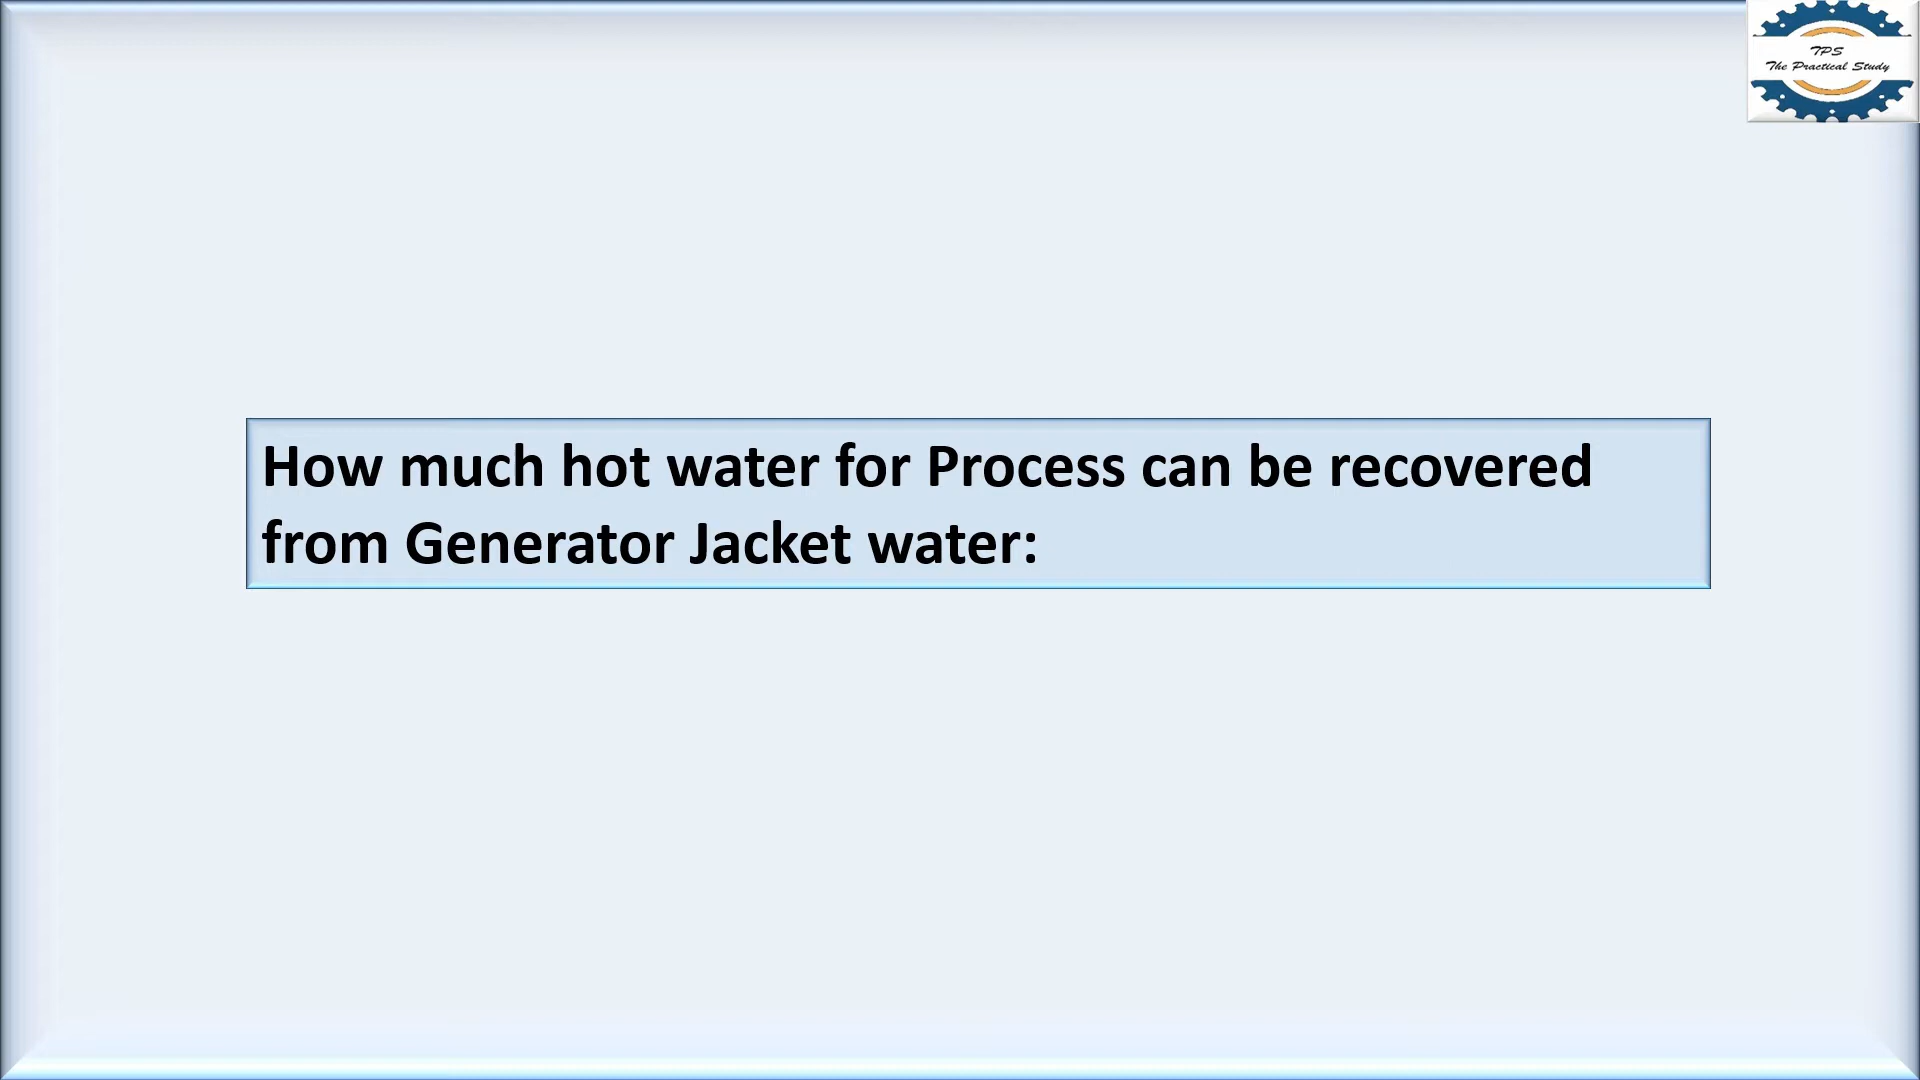 TPS
The Practical Study
How much hot water for Process can be recovered
from Generator Jacket water: